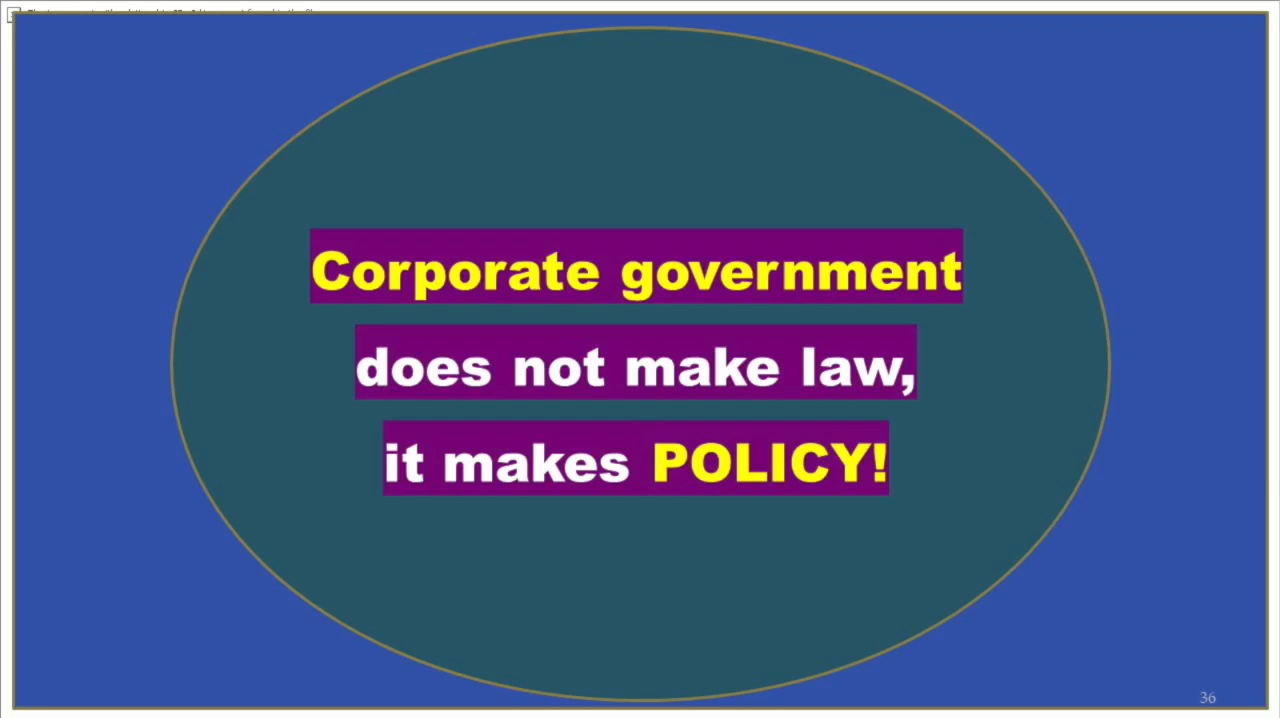 Corporate government
does not make law,
it makes POLICY!
36